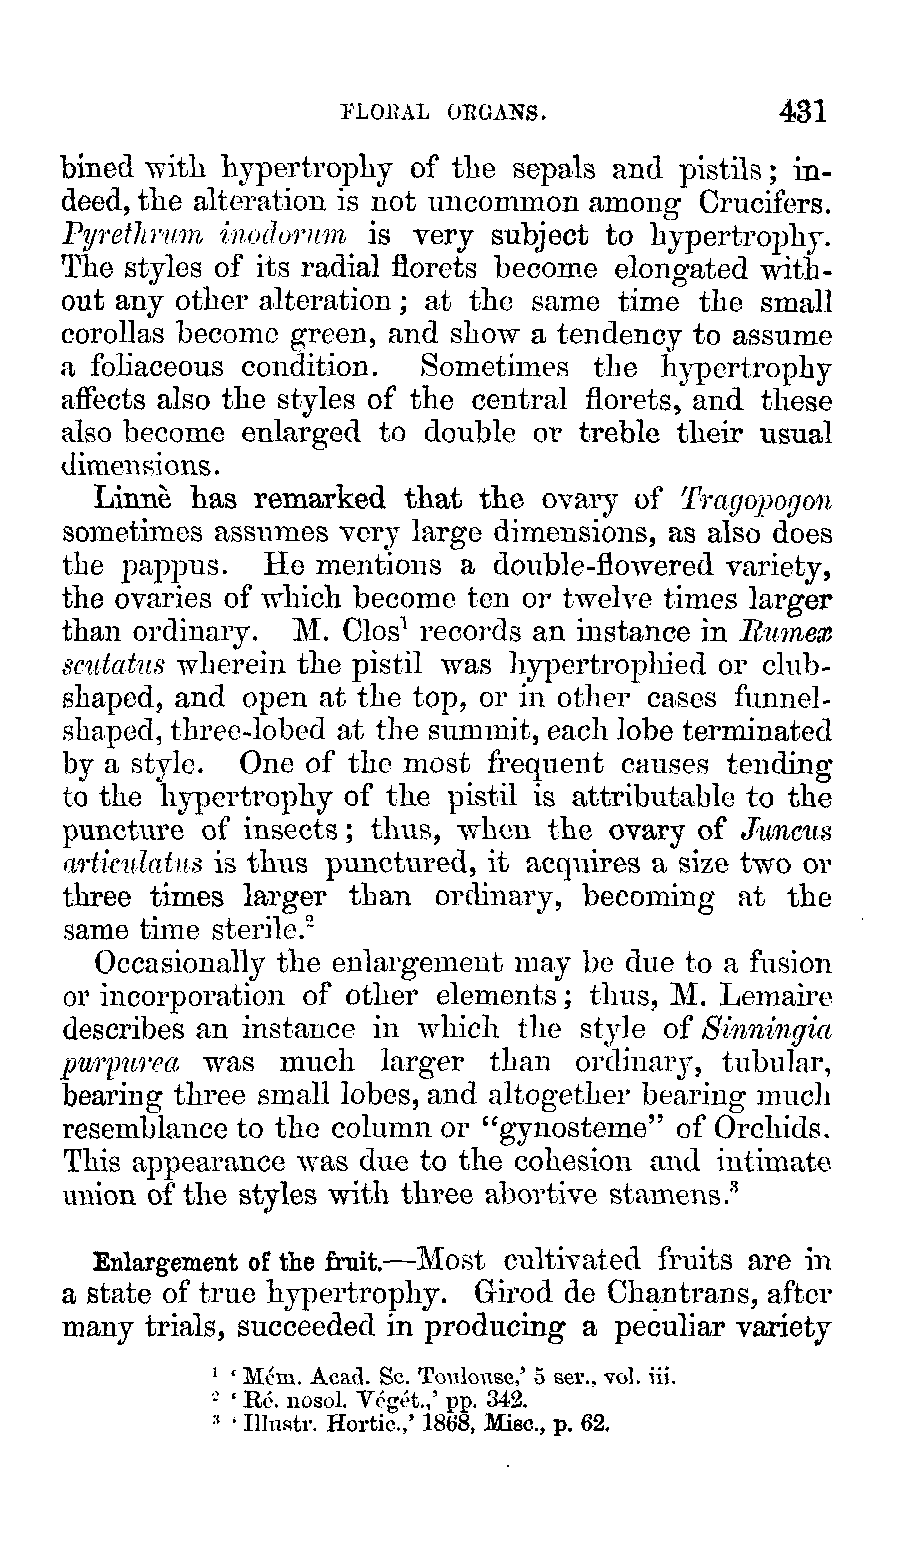 FLORAL ORGANS. 431
bined with hypertrophy of the sepals and pistils; in-
deed, the alteration is not uncommon among Crucifers.
Pyrethrum inodorum is very subject to hypertrophy.
The styles of its radial florets become elongated with-
out any other alteration; at the same time the small
corollas become green, and show a tendency to assume
a foliaceous condition. Sometimes the hypertrophy
affects also the styles of the central florets, and these
also become enlarged to double or treble their usual
dimensions.
Linnè has remarked that the ovary of Tragopogon
sometimes assumes very large dimensions, as also does
the pappus. He mentions a double-flowered variety,
the ovaries of which become ten or twelve times larger
than ordinary. M. Clos¹ records an instance in Rumex
scutatus wherein the pistil was hypertrophied or club-
shaped, and open at the top, or in other cases funnel-
shaped, three-lobed at the summit, each lobe terminated
by a style. One of the most frequent causes tending
to the hypertrophy of the pistil is attributable to the
puncture of insects; thus, when the ovary of Juncus
articulatus is thus punctured, it acquires a size two or
three times larger than ordinary, becoming at the
same time sterile.²
Occasionally the enlargement may be due to a fusion
or incorporation of other elements; thus, M. Lemaire
describes an instance in which the style of Sinningia
purpurea was much larger than ordinary, tubular,
bearing three small lobes, and altogether bearing much
resemblance to the column or “gynosteme” of Orchids.
This appearance was due to the cohesion and intimate
union of the styles with three abortive stamens.³
Enlargement of the fruit.—Most cultivated fruits are in
a state of true hypertrophy. Girod de Chantrans, after
many trials, succeeded in producing a peculiar variety
¹ ‘Mém. Acad. Sc. Toulouse,’ 5 ser., vol. iii.
² ‘Ré. nosol. Végét.,’ pp. 342.
³ ‘Illustr. Hortic.,’ 1868, Misc., p. 62.